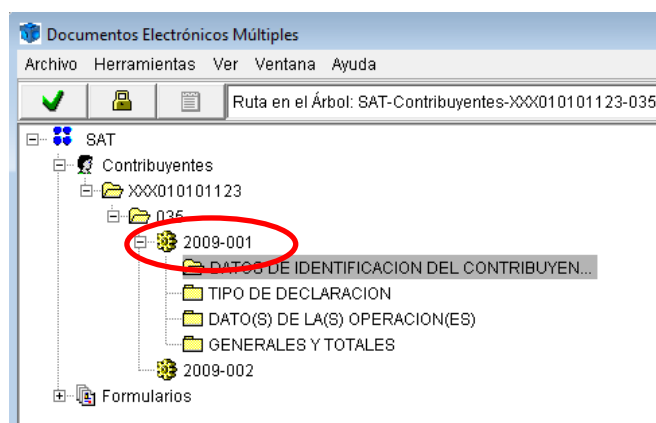 Documentos Electrónicos Múltiples
Archivo Herramientas Ver Ventana Ayuda
Ruta en el Árbol: SAT-Contribuyentes-XXX010101123-035
SAT
Contribuyentes
XXX010101123
035
2009-001
DATOS DE IDENTIFICACION DEL CONTRIBUYEN...
TIPO DE DECLARACION
DATO(S) DE LA(S) OPERACION(ES)
GENERALES Y TOTALES
2009-002
Formularios